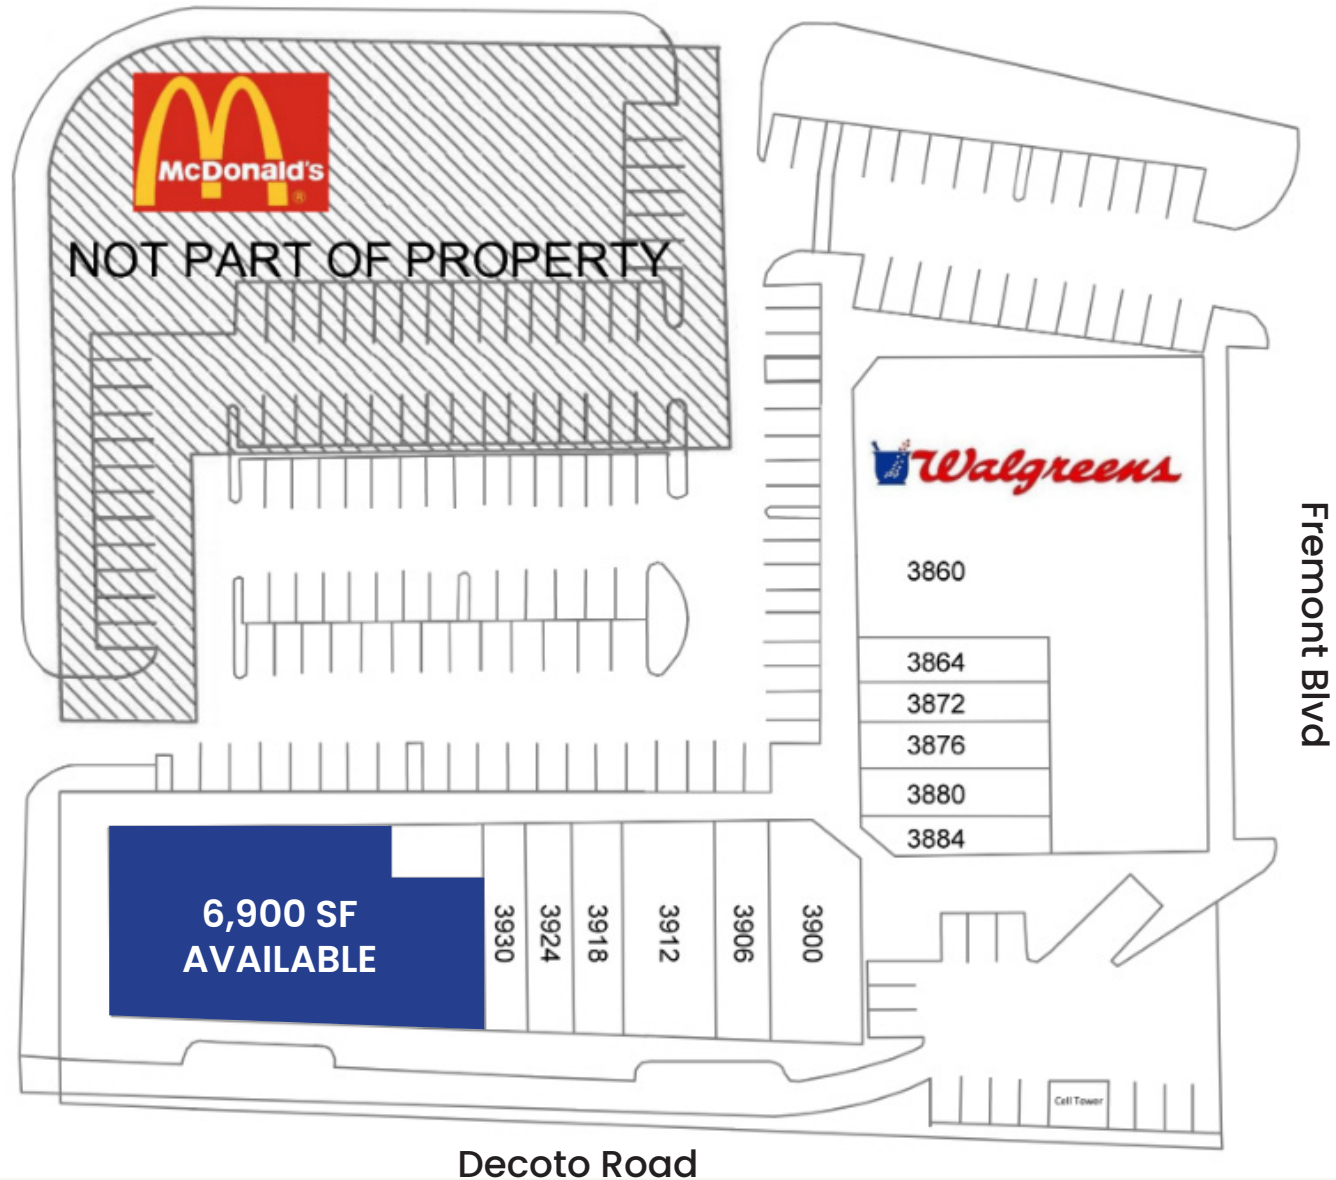 McDonald's
®
NOT PART OF PROPERTY
Walgreens
3860
3864
3872
3876
3880
3884
Fremont Blvd
6,900 SF
AVAILABLE
3930
3924
3918
3912
3906
3900
Cell Tower
Decoto Road